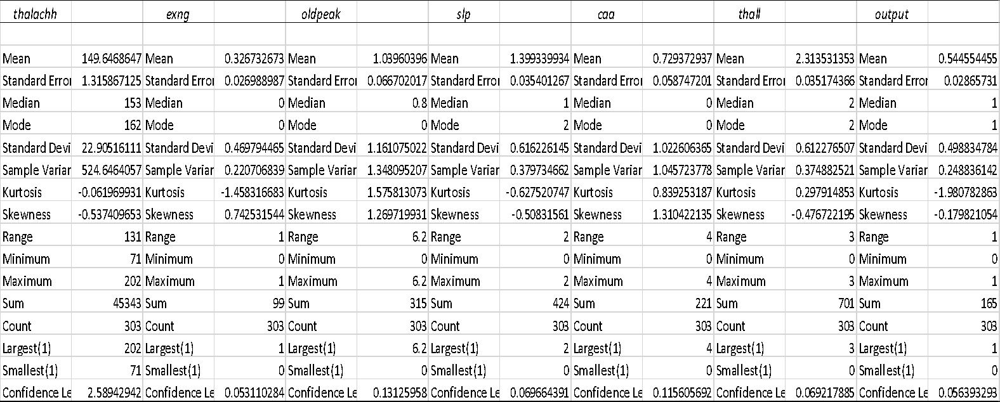 thalachh exng oldpeak slp caa thall output
Mean 149.6468647 Mean 0.326732673 Mean 1.03960396 Mean 1.399339934 Mean 0.729372937 Mean 2.313531353 Mean 0.544554455
Standard Error 1.315867125 Standard Error 0.026988987 Standard Error 0.066702017 Standard Error 0.035401267 Standard Error 0.058747201 Standard Error 0.035174366 Standard Error 0.02865731
Median 153 Median 0 Median 0.8 Median 1 Median 0 Median 2 Median 1
Mode 162 Mode 0 Mode 0 Mode 2 Mode 0 Mode 2 Mode 1
Standard Devi 22.90516111 Standard Devi 0.469794465 Standard Devi 1.161075022 Standard Devi 0.616226145 Standard Devi 1.022606365 Standard Devi 0.612276507 Standard Devi 0.498834784
Sample Varian 524.6464057 Sample Varian 0.220706839 Sample Varian 1.348095207 Sample Varian 0.379734662 Sample Varian 1.045723778 Sample Varian 0.374882521 Sample Varian 0.248836142
Kurtosis -0.061969931 Kurtosis -1.458316683 Kurtosis 1.575813073 Kurtosis -0.627520747 Kurtosis 0.839253187 Kurtosis 0.297914853 Kurtosis -1.980782863
Skewness -0.537409653 Skewness 0.742531544 Skewness 1.269719931 Skewness -0.50831561 Skewness 1.310422135 Skewness -0.476722195 Skewness -0.179821054
Range 131 Range 1 Range 6.2 Range 2 Range 4 Range 3 Range 1
Minimum 71 Minimum 0 Minimum 0 Minimum 0 Minimum 0 Minimum 0 Minimum 0
Maximum 202 Maximum 1 Maximum 6.2 Maximum 2 Maximum 4 Maximum 3 Maximum 1
Sum 45343 Sum 99 Sum 315 Sum 424 Sum 221 Sum 701 Sum 165
Count 303 Count 303 Count 303 Count 303 Count 303 Count 303 Count 303
Largest(1) 202 Largest(1) 1 Largest(1) 6.2 Largest(1) 2 Largest(1) 4 Largest(1) 3 Largest(1) 1
Smallest(1) 71 Smallest(1) 0 Smallest(1) 0 Smallest(1) 0 Smallest(1) 0 Smallest(1) 0 Smallest(1) 0
Confidence Le 2.58942942 Confidence Le 0.053110284 Confidence Le 0.13125958 Confidence Le 0.069664391 Confidence Le 0.115605692 Confidence Le 0.069217885 Confidence Le 0.056393293